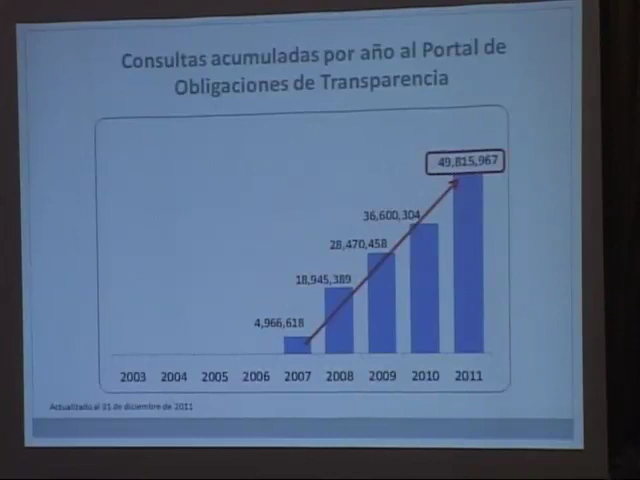 Consultas acumuladas por año al Portal de
Obligaciones de Transparencia
49,815,967
36,600,304
28,470,458
18,945,389
4,966,618
2003 2004 2005 2006 2007 2008 2009 2010 2011
Actualizado al 31 de diciembre de 2011